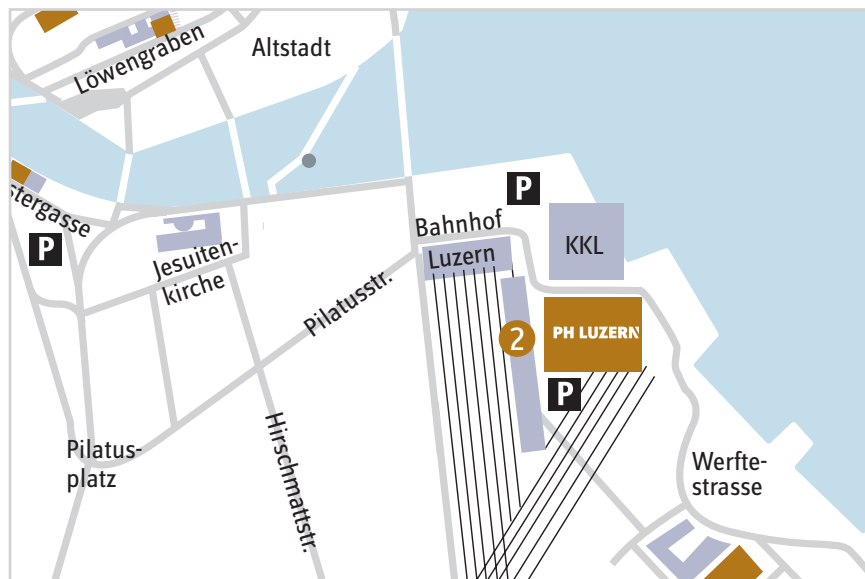 Altstadt
Löwengraben
P
stergasse
P
Bahnhof
Luzern
KKL
Jesuiten-
kirche
Pilatusstr.
2
PH LUZERN
P
Hirschmattstr.
Pilatus-
platz
Werfte-
strasse